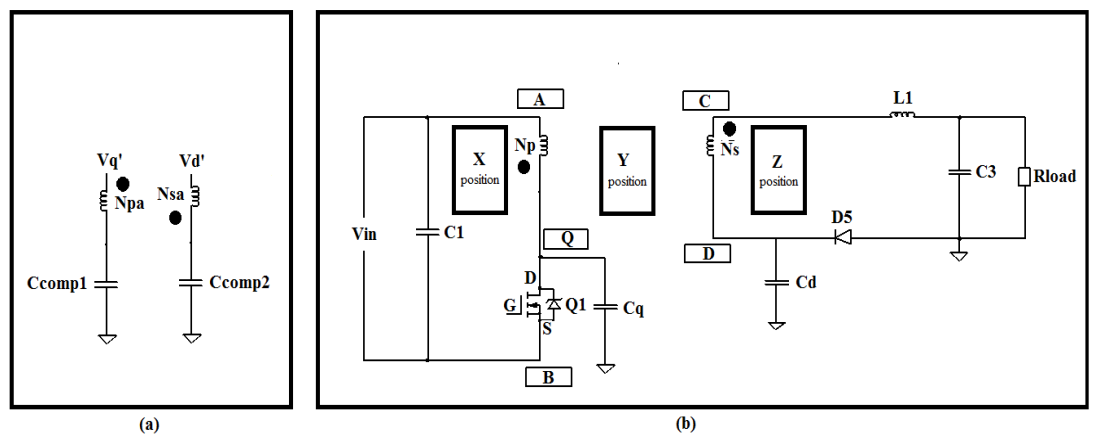 Vq'
Vd'
Npa
Nsa
Ccomp1
Ccomp2
(a)
A
C
L1
X
position
Np
Y
position
Ns
Z
position
C3
Rload
Vin
C1
Q
D
D5
D
G
Q1
S
Cq
Cd
B
(b)